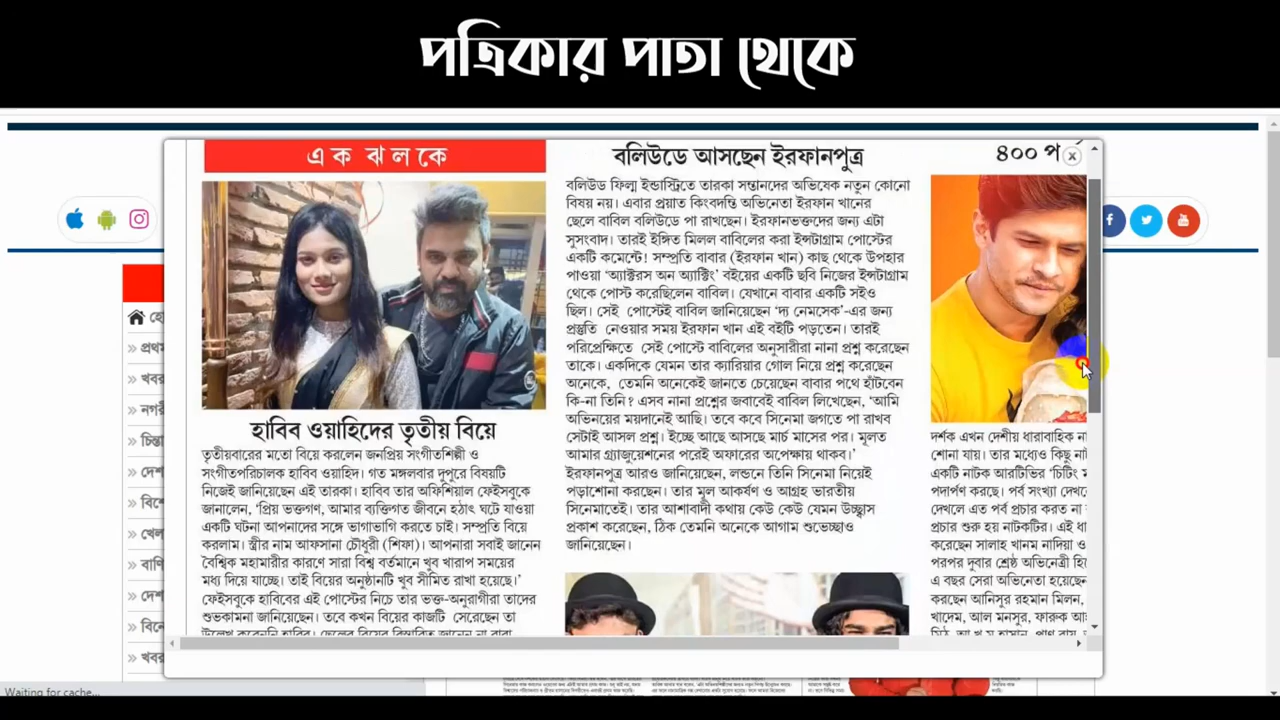 পত্রিকার পাতা থেকে
এ ক ঝ ল কে
হাবিব ওয়াহিদের তৃতীয় বিয়ে
তৃতীয়বারের মতো বিয়ে করলেন জনপ্রিয় সংগীতশিল্পী ও
সংগীতপরিচালক হাবিব ওয়াহিদ। গত মঙ্গলবার দুপুরে বিষয়টি
নিজেই জানিয়েছেন এই তারকা। হাবিব তার অফিশিয়াল ফেইসবুকে
জানালেন, ‘প্রিয় ভক্তগণ, আমার ব্যক্তিগত জীবনে হঠাৎ ঘটে যাওয়া
একটি ঘটনা আপনাদের সঙ্গে ভাগাভাগি করতে চাই। সম্প্রতি বিয়ে
করলাম। স্ত্রীর নাম আফসানা চৌধুরী (শিফা)। আপনারা সবাই জানেন
বৈশ্বিক মহামারীর কারণে সারা বিশ্ব বর্তমানে খুব খারাপ সময়ের
মধ্য দিয়ে যাচ্ছে। তাই বিয়ের অনুষ্ঠানটি খুব সীমিত রাখা হয়েছে।’
ফেইসবুকে হাবিবের এই পোস্টের নিচে তার ভক্ত-অনুরাগীরা তাদের
শুভকামনা জানিয়েছেন। তবে কখন বিয়ের কাজটি সেরেছেন তা
বলিউডে আসছেন ইরফানপুত্র
বলিউড ফিল্ম ইন্ডাস্ট্রিতে তারকা সন্তানদের অভিষেক নতুন কোনো
বিষয় নয়। এবার প্রয়াত কিংবদন্তি অভিনেতা ইরফান খানের
ছেলে বাবিল বলিউডে পা রাখছেন। ইরফানভক্তদের জন্য এটা
সুসংবাদ। তারই ইঙ্গিত মিলল বাবিলের করা ইন্সটাগ্রাম পোস্টের
একটি কমেন্টে। সম্প্রতি বাবার (ইরফান খান) কাছ থেকে উপহার
পাওয়া ‘অ্যাক্টরস অন অ্যাক্টিং’ বইয়ের একটি ছবি নিজের ইন্সটাগ্রাম
থেকে পোস্ট করেছিলেন বাবিল। যেখানে বাবার একটি সইও
ছিল। সেই পোস্টেই বাবিল জানিয়েছেন ‘দ্য নেমসেক’-এর জন্য
প্রস্তুতি নেওয়ার সময় ইরফান খান এই বইটি পড়তেন। তারই
পরিপ্রেক্ষিতে সেই পোস্টে বাবিলের অনুসারীরা নানা প্রশ্ন করেছেন
তাকে। একদিকে যেমন তার ক্যারিয়ার গোল নিয়ে প্রশ্ন করেছেন
অনেকে, তেমনি অনেকেই জানতে চেয়েছেন বাবার পথে হাঁটবেন
কি-না তিনি? এসব নানা প্রশ্নের জবাবেই বাবিল লিখেছেন, ‘আমি
অভিনয়ের ময়দানেই আছি। তবে কবে সিনেমা জগতে পা রাখব
সেটাই আসল প্রশ্ন। ইচ্ছে আছে আসছে মার্চ মাসের পর। মূলত
আমার গ্র্যাজুয়েশনের পরেই অফারের অপেক্ষায় থাকব।’
ইরফানপুত্র আরও জানিয়েছেন, লন্ডনে তিনি সিনেমা নিয়েই
পড়াশোনা করছেন। তার মূল আকর্ষণ ও আগ্রহ ভারতীয়
সিনেমাতেই। তার আশাবাদী কথায় কেউ কেউ যেমন উচ্ছ্বাস
প্রকাশ করেছেন, ঠিক তেমনি অনেকে আগাম শুভেচ্ছাও
জানিয়েছেন।
৪০০ প
দর্শক এখন দেশীয় ধারাবাহিক
শোনা যায়। তার মধ্যেও কিছু
একটি নাটক আরটিভির ‘চিটিং
পদার্পণ করছে। পর্ব সংখ্যা
দেখলে এত পর্ব প্রচার করত না
প্রচার শুরু হয় নাটকটির। এই
করেছেন সালাহ খানম নাদিয়া ও
পরপর দুবার শ্রেষ্ঠ অভিনেত্রী
এ বছর সেরা অভিনেতা হয়েছেন
করছেন আনিসুর রহমান মিলন,
খাদেম, আল মনসুর, ফারুক
প্রথম
খবর
নগর
দেশ
Waiting for cache...